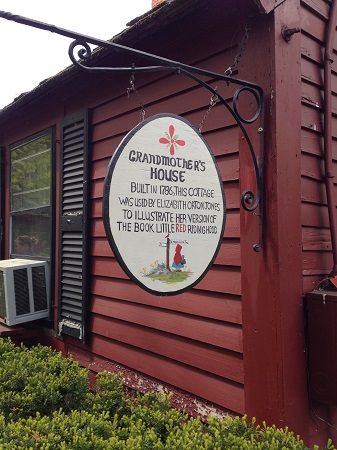 GRANDMOTHER'S
HOUSE
BUILT IN 1786, THIS COTTAGE
WAS USED BY ELIZABETH ORTON JONES
TO ILLUSTRATE HER VERSION OF
THE BOOK LITTLE RED RIDING HOOD